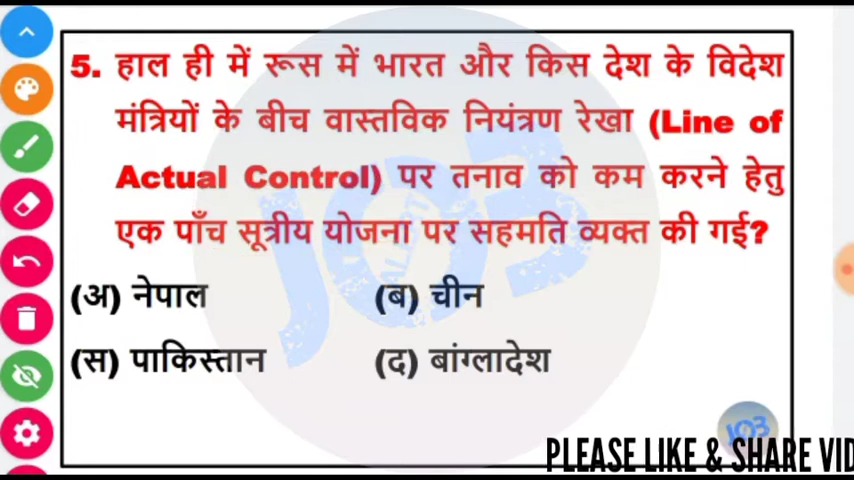 5. हाल ही में रूस में भारत और किस देश के विदेश
मंत्रियों के बीच वास्तविक नियंत्रण रेखा (Line of
Actual Control) पर तनाव को कम करने हेतु
एक पाँच सूत्रीय योजना पर सहमति व्यक्त की गई?
(अ) नेपाल (ब) चीन
(स) पाकिस्तान (द) बांग्लादेश
PLEASE LIKE & SHARE VID